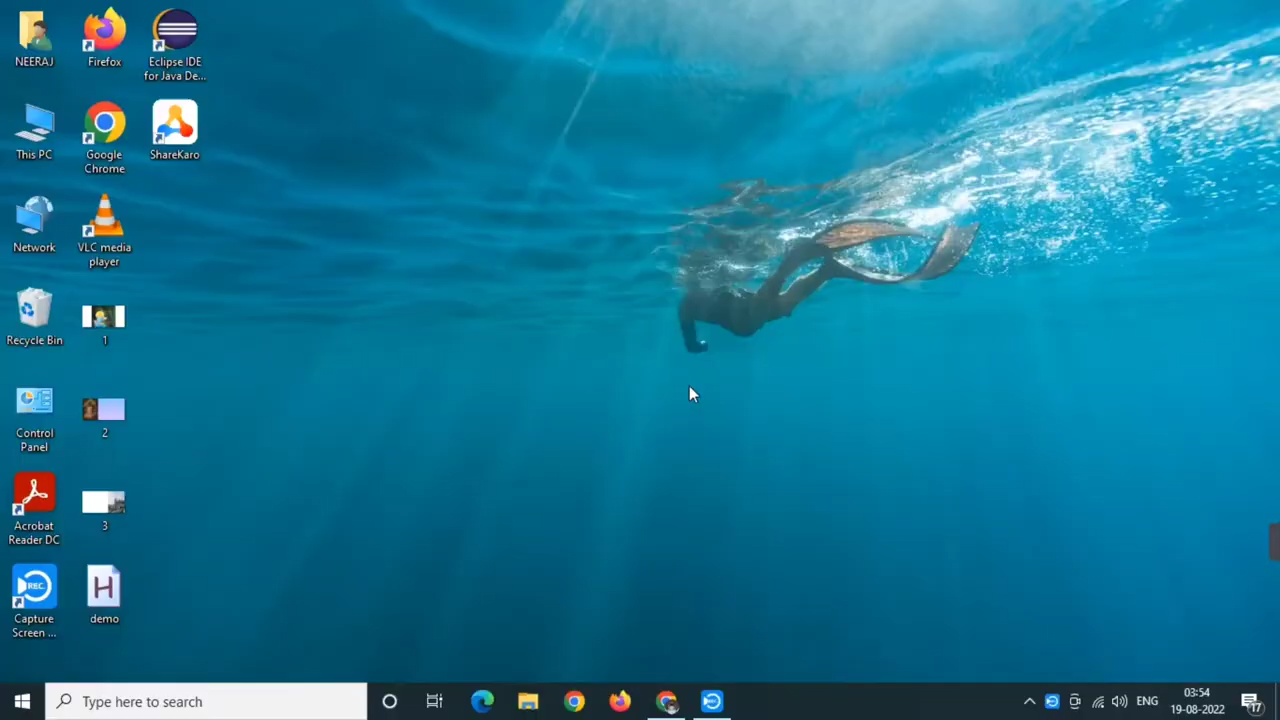 NEERAJ
Firefox
Eclipse IDE
for Java De...
This PC
Google
Chrome
ShareKaro
Network
VLC media
player
Recycle Bin
1
Control
Panel
2
Acrobat
Reader DC
3
REC
Capture
Screen ...
H
demo
Type here to search
ENG
03:54
19-08-2022
17